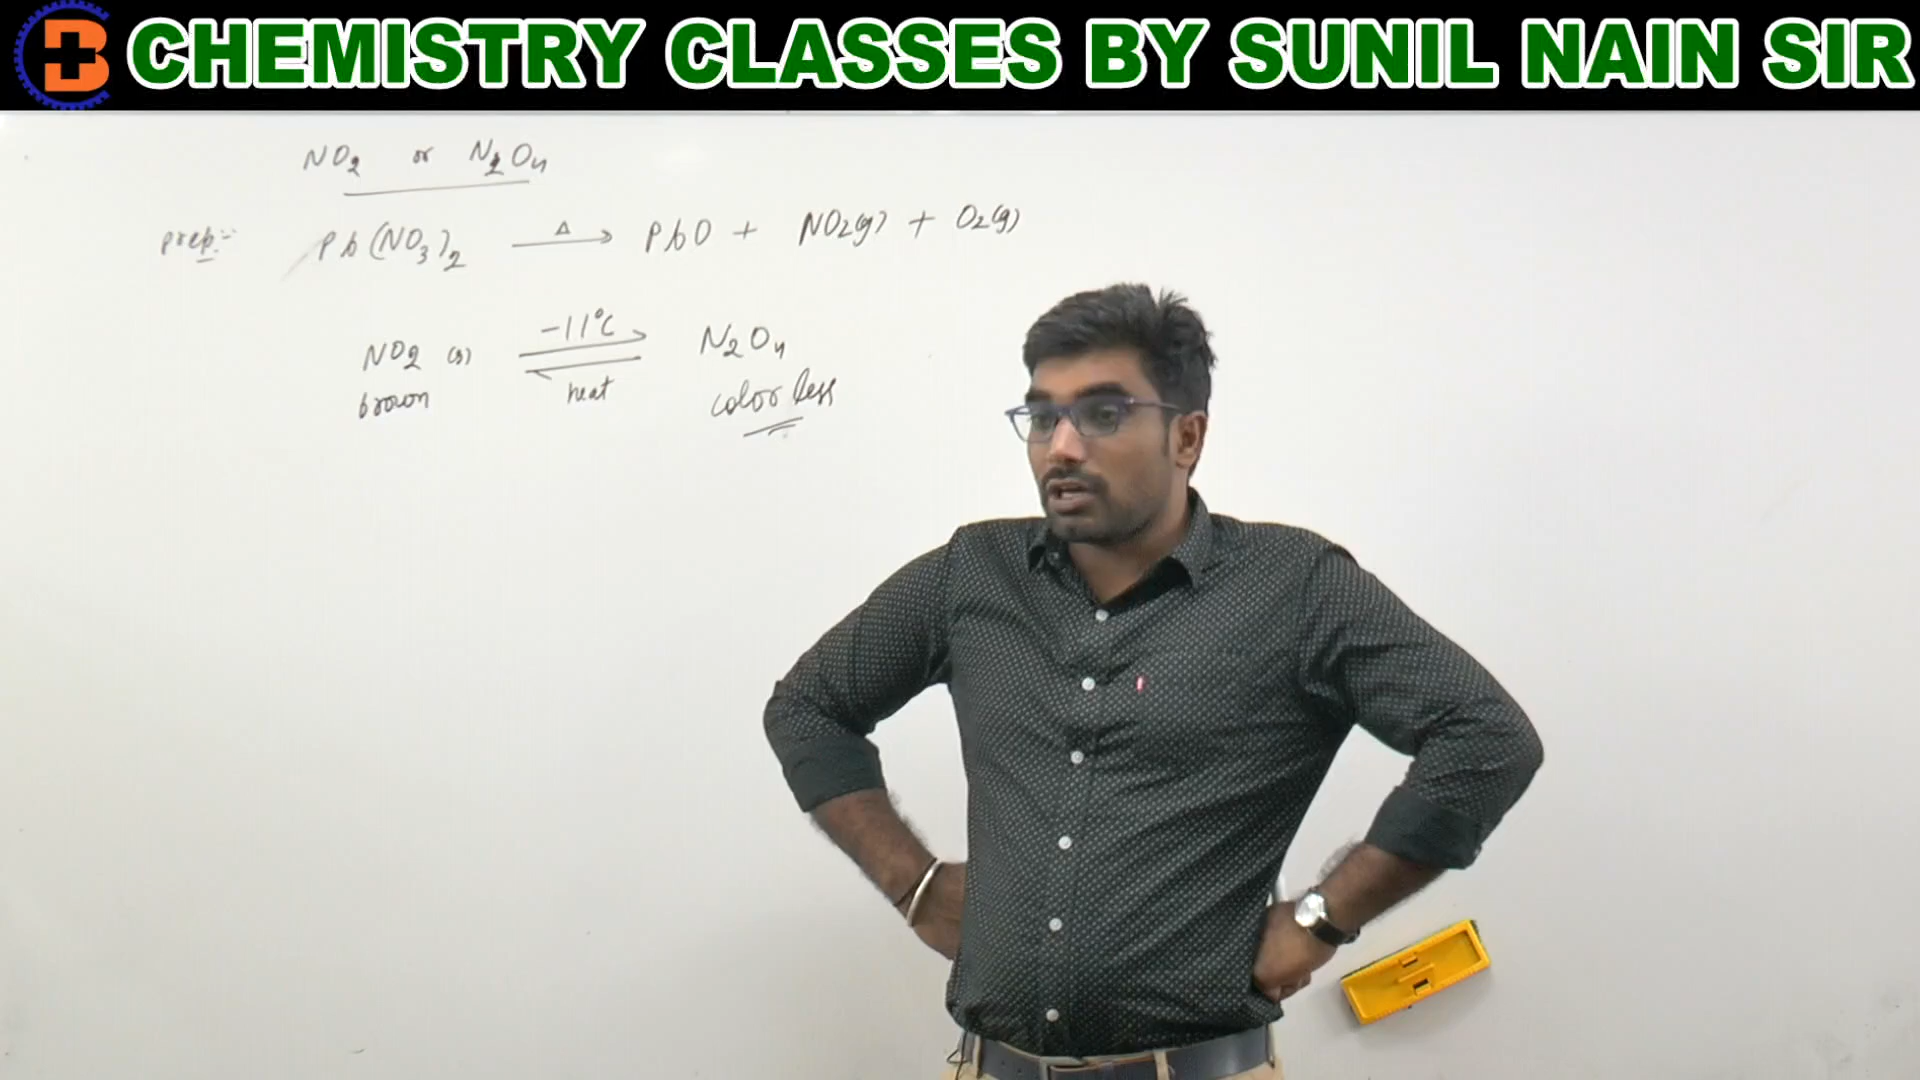 CHEMISTRY CLASSES BY SUNIL NAIN SIR
NO2 or N2O4
prep:- Pb(NO3)2 Δ→ PbO + NO2(g) + O2(g)
-11°C
NO2 (g) ⇌ N2O4
heat
brown colorless